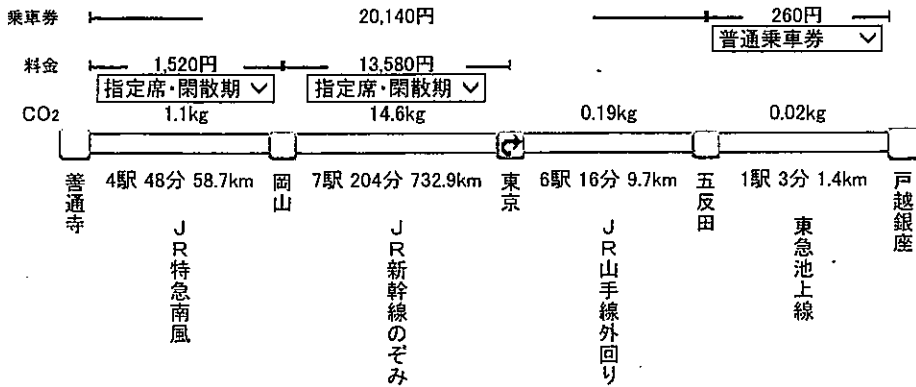 乗車券 20,140円 260円
普通乗車券
料金 1,520円 13,580円
指定席・閑散期 指定席・閑散期
CO2 1.1kg 14.6kg 0.19kg 0.02kg
善通寺 4駅 48分 58.7km 岡山 7駅 204分 732.9km 東京 6駅 16分 9.7km 五反田 1駅 3分 1.4km 戸越銀座
JR特急南風
JR新幹線のぞみ
JR山手線外回り
東急池上線